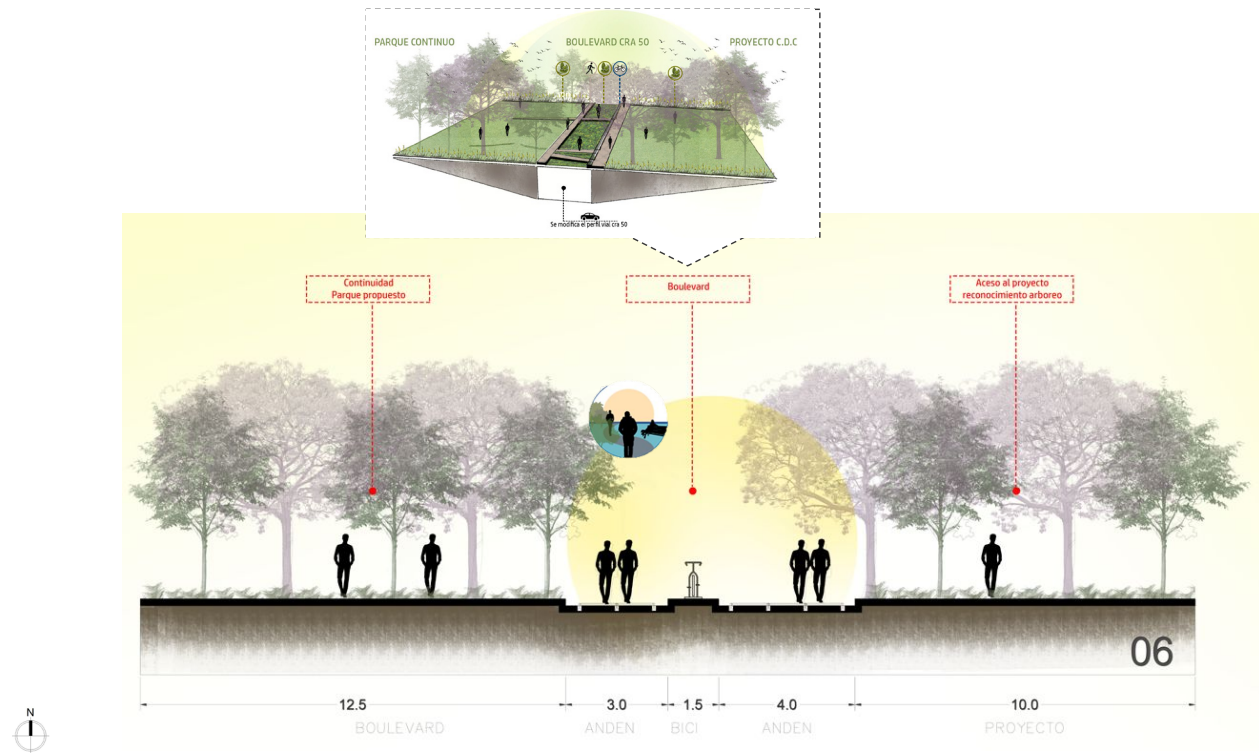 PARQUE CONTINUO
BOULEVARD CRA 50
PROYECTO C.D.C
Se modifica el perfil vial cra 50
Continuidad
Parque propuesto
Boulevard
Aceso al proyecto
reconocimiento arboreo
06
12.5
3.0
1.5
4.0
10.0
BOULEVARD
ANDEN
BICI
ANDEN
PROYECTO
N